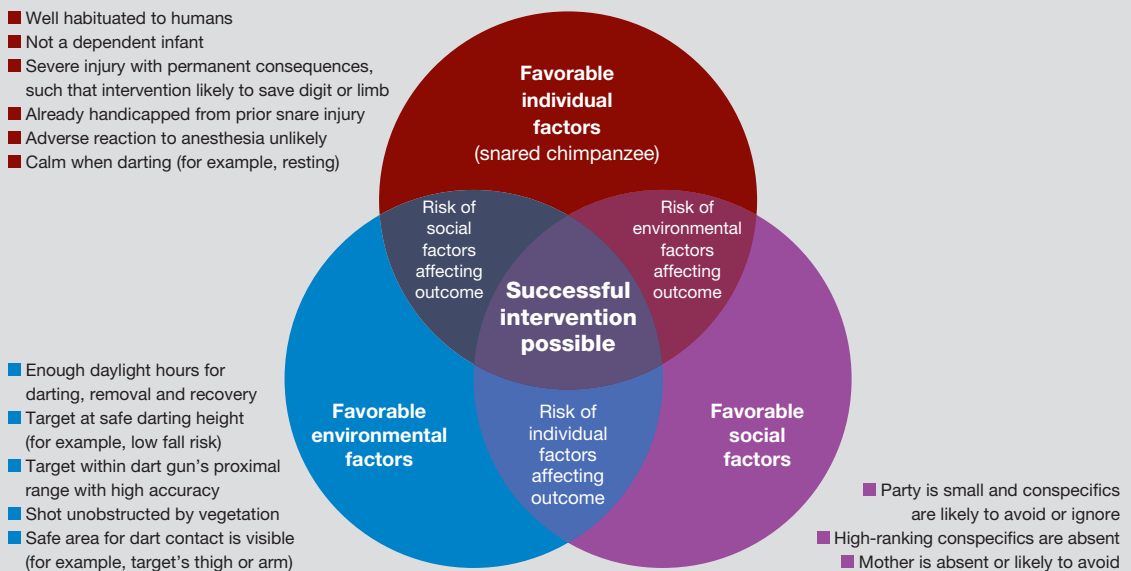 Well habituated to humans
Not a dependent infant
Severe injury with permanent consequences,
such that intervention likely to save digit or limb
Already handicapped from prior snare injury
Adverse reaction to anesthesia unlikely
Calm when darting (for example, resting)
Favorable
individual
factors
(snared chimpanzee)
Risk of
social
factors
affecting
outcome
Risk of
environmental
factors
affecting
outcome
Successful
intervention
possible
Enough daylight hours for
darting, removal and recovery
Target at safe darting height
(for example, low fall risk)
Target within dart gun's proximal
range with high accuracy
Shot unobstructed by vegetation
Safe area for dart contact is visible
(for example, target's thigh or arm)
Favorable
environmental
factors
Risk of
individual
factors
affecting
outcome
Favorable
social
factors
Party is small and conspecifics
are likely to avoid or ignore
High-ranking conspecifics are absent
Mother is absent or likely to avoid